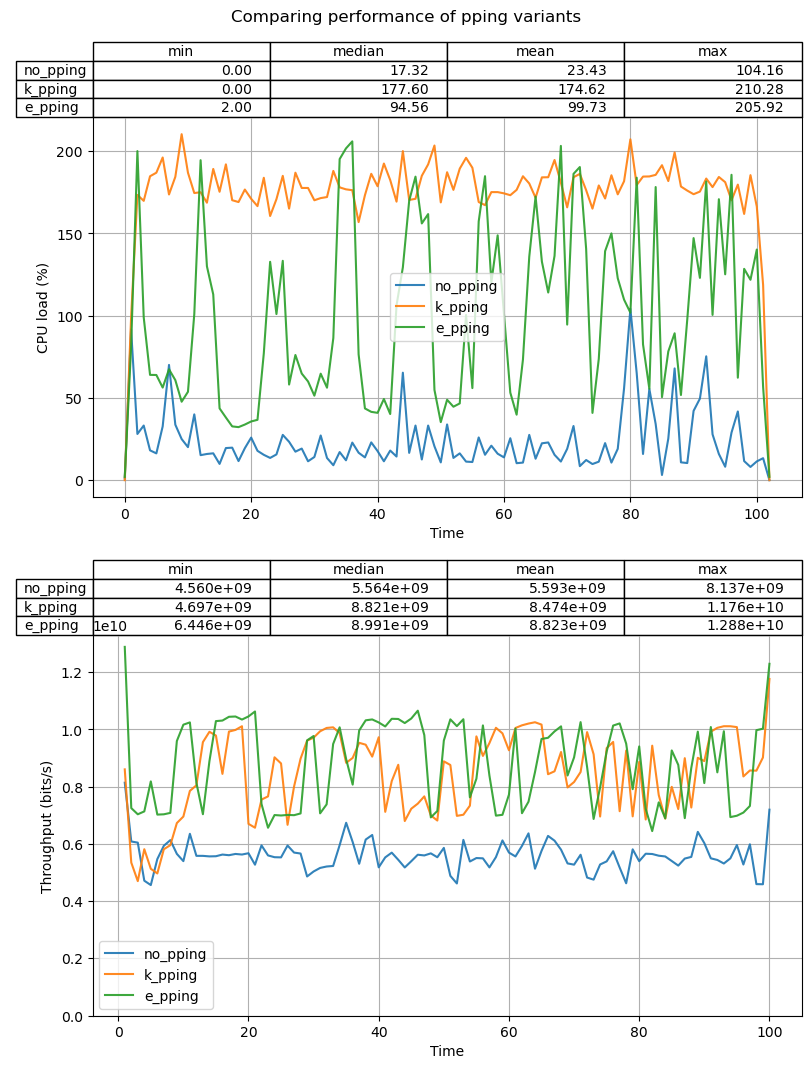 Comparing performance of pping variants
min median mean max
no_pping 0.00 17.32 23.43 104.16
k_pping 0.00 177.60 174.62 210.28
e_pping 2.00 94.56 99.73 205.92
200
150
100
50
0
CPU load (%)
no_pping
k_pping
e_pping
0 20 40 60 80 100
Time
min median mean max
no_pping 4.560e+09 5.564e+09 5.593e+09 8.137e+09
k_pping 4.697e+09 8.821e+09 8.474e+09 1.176e+10
e_pping 6.446e+09 8.991e+09 8.823e+09 1.288e+10
1e10
1.2
1.0
0.8
0.6
0.4
0.2
0.0
Throughput (bits/s)
no_pping
k_pping
e_pping
0 20 40 60 80 100
Time